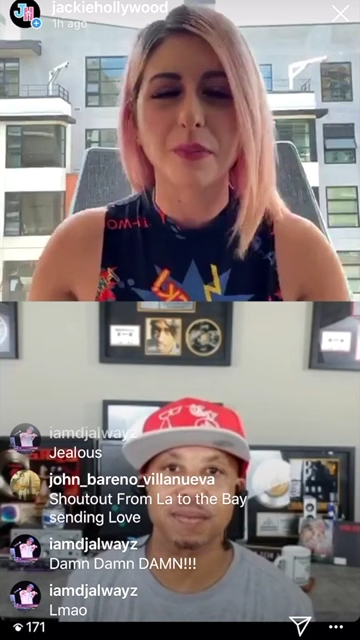 jackiehollywood
1h ago
iamdjalwayz
Jealous
john_bareno_villanueva
Shoutout From La to the Bay
sending Love
iamdjalwayz
Damn Damn DAMN!!!
iamdjalwayz
Lmao
171